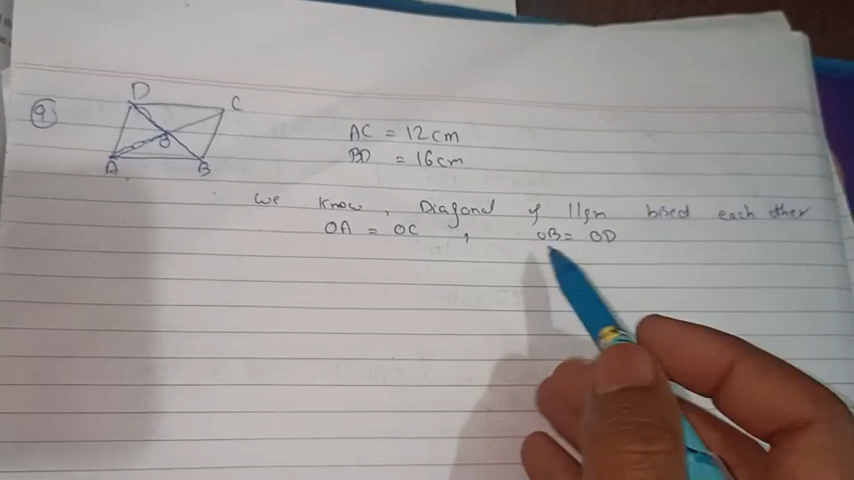 9
D
C
O
A
B
AC = 12cm
BD = 16cm
We know, Diagonal of ||gm bisect each other
OA = OC , OB = OD